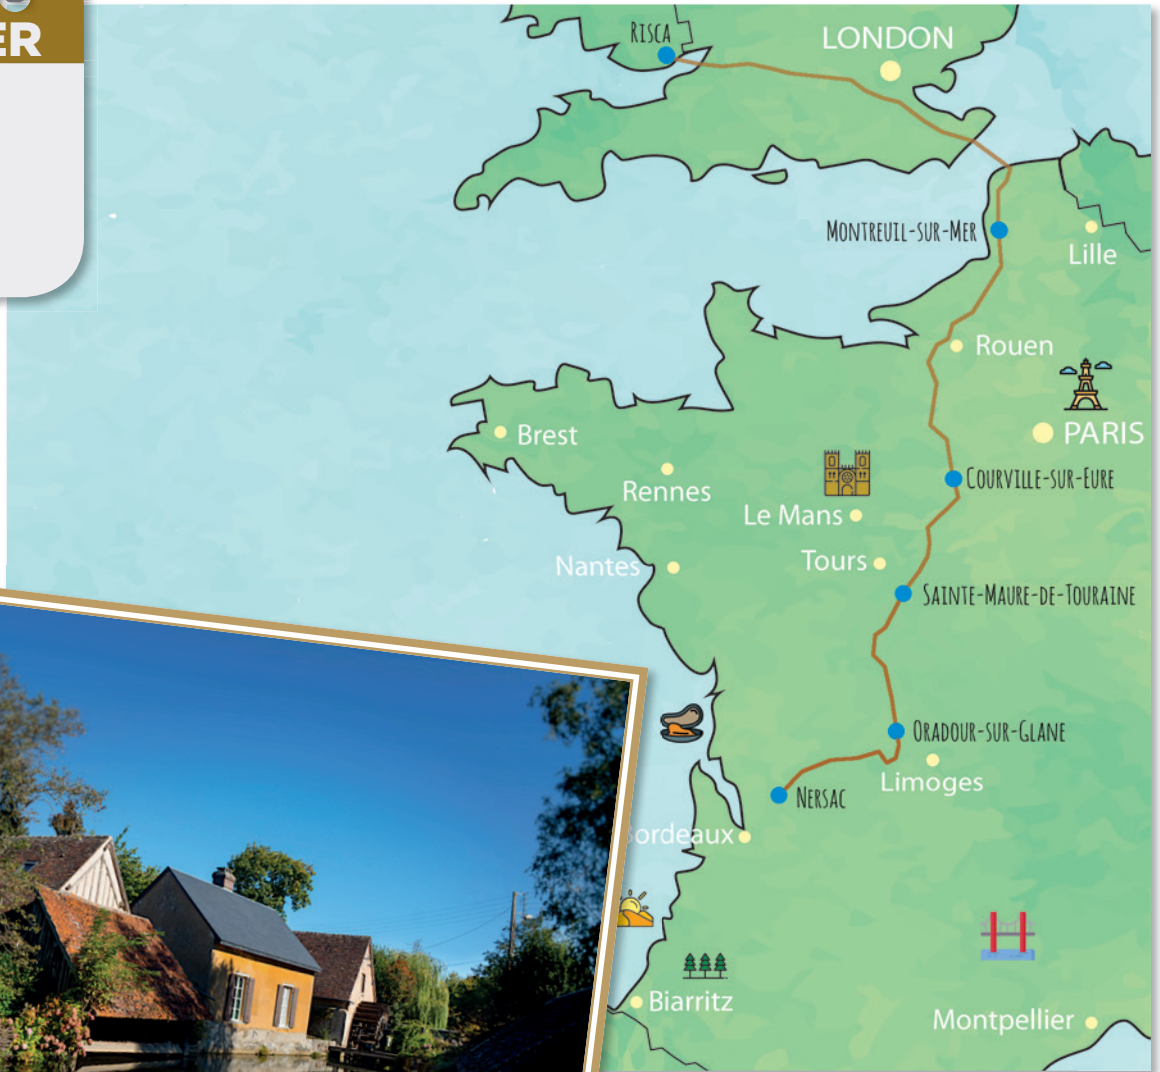 ER
RISCA
LONDON
MONTREUIL-SUR-MER
Lille
Rouen
PARIS
Brest
Rennes
COURVILLE-SUR-EURE
Le Mans
Tours
Nantes
SAINTE-MAURE-DE-TOURAINE
ORADOUR-SUR-GLANE
Limoges
NERSAC
ordeaux
Biarritz
Montpellier